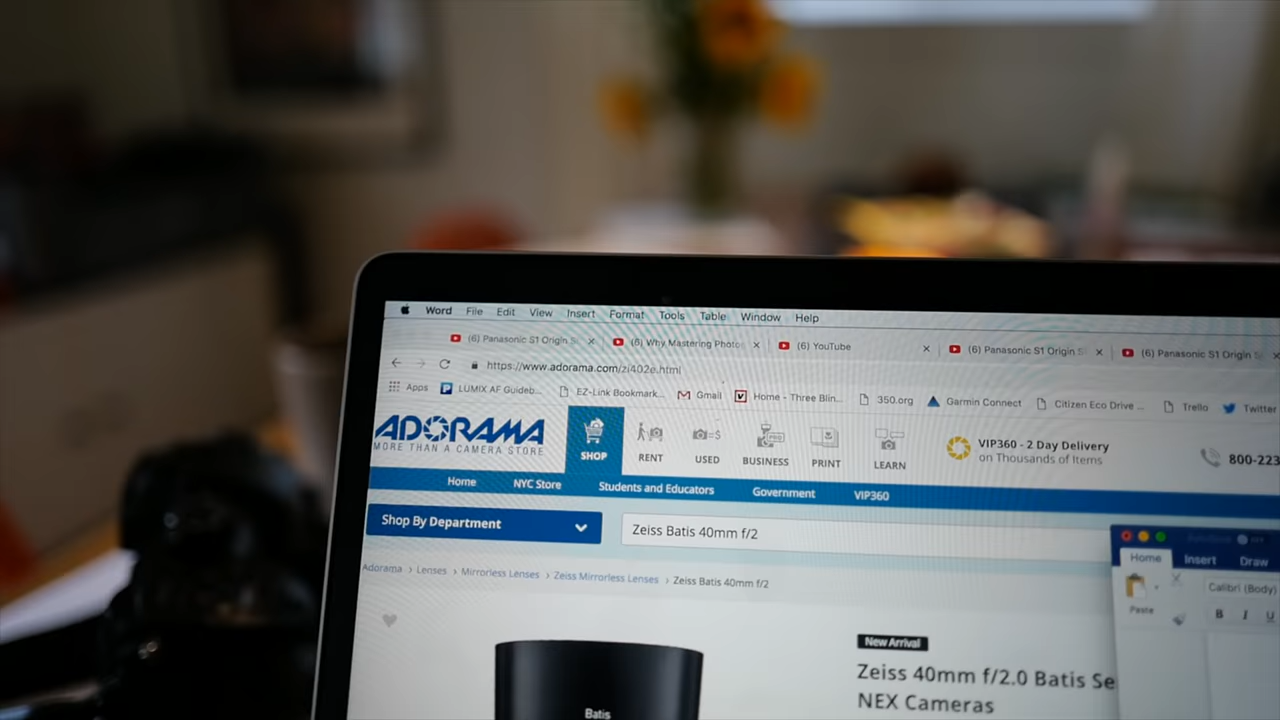 Word File Edit View Insert Format Tools Table Window Help
(6) Panasonic S1 Origin S × (6) Why Mastering Photo × (6) YouTube × (6) Panasonic S1 Origin S × (6) Panasonic S1 Origin S ×
https://www.adorama.com/zi402e.html
Apps LUMIX AF Guideb... EZ-Link Bookmark... Gmail Home - Three Blin... 350.org Garmin Connect Citizen Eco Drive ... Trello Twitter
ADORAMA
MORE THAN A CAMERA STORE
SHOP RENT USED BUSINESS PRINT LEARN
VIP360 - 2 Day Delivery
on Thousands of Items
800-223
Home NYC Store Students and Educators Government VIP360
Shop By Department
Zeiss Batis 40mm f/2
Adorama › Lenses › Mirrorless Lenses › Zeiss Mirrorless Lenses › Zeiss Batis 40mm f/2
Home Insert Draw
Paste
Calibri (Body)
B I U
New Arrival
Zeiss 40mm f/2.0 Batis Se
NEX Cameras
Batis